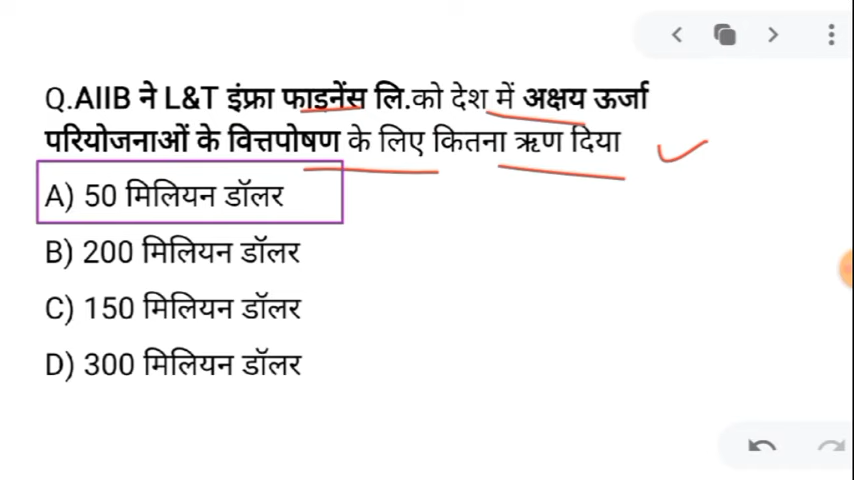 Q.AIIB ने L&T इंफ्रा फाइनेंस लि.को देश में अक्षय ऊर्जा
परियोजनाओं के वित्तपोषण के लिए कितना ऋण दिया
A) 50 मिलियन डॉलर
B) 200 मिलियन डॉलर
C) 150 मिलियन डॉलर
D) 300 मिलियन डॉलर